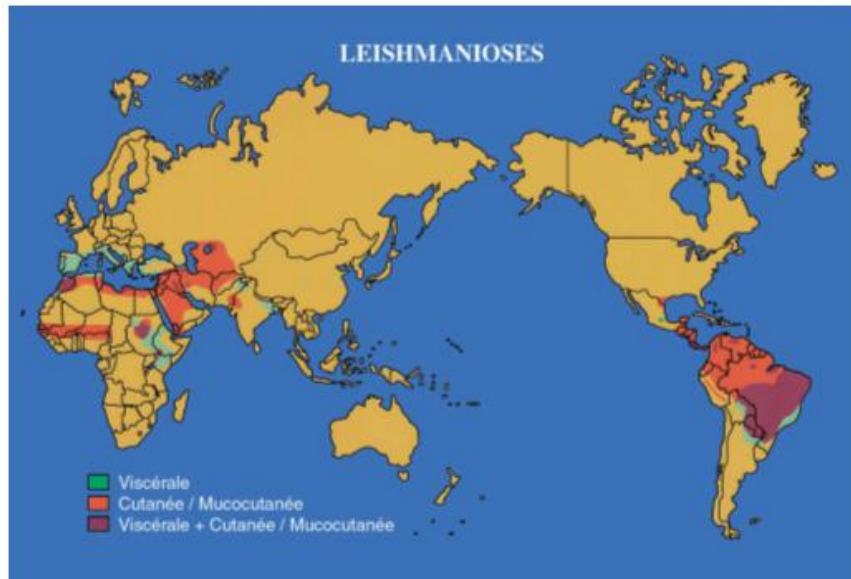 LEISHMANIOSES
Viscérale
Cutanée / Mucocutanée
Viscérale + Cutanée / Mucocutanée